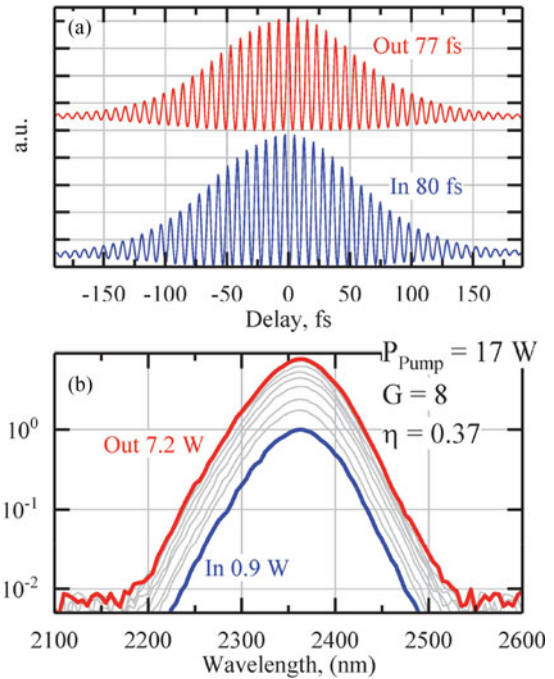 (a)
Out 77 fs
a.u.
In 80 fs
-150 -100 -50 0 50 100 150
Delay, fs
(b)
P_Pump = 17 W
G = 8
η = 0.37
Out 7.2 W
10^0
10^-1
In 0.9 W
10^-2
2100 2200 2300 2400 2500 2600
Wavelength, (nm)